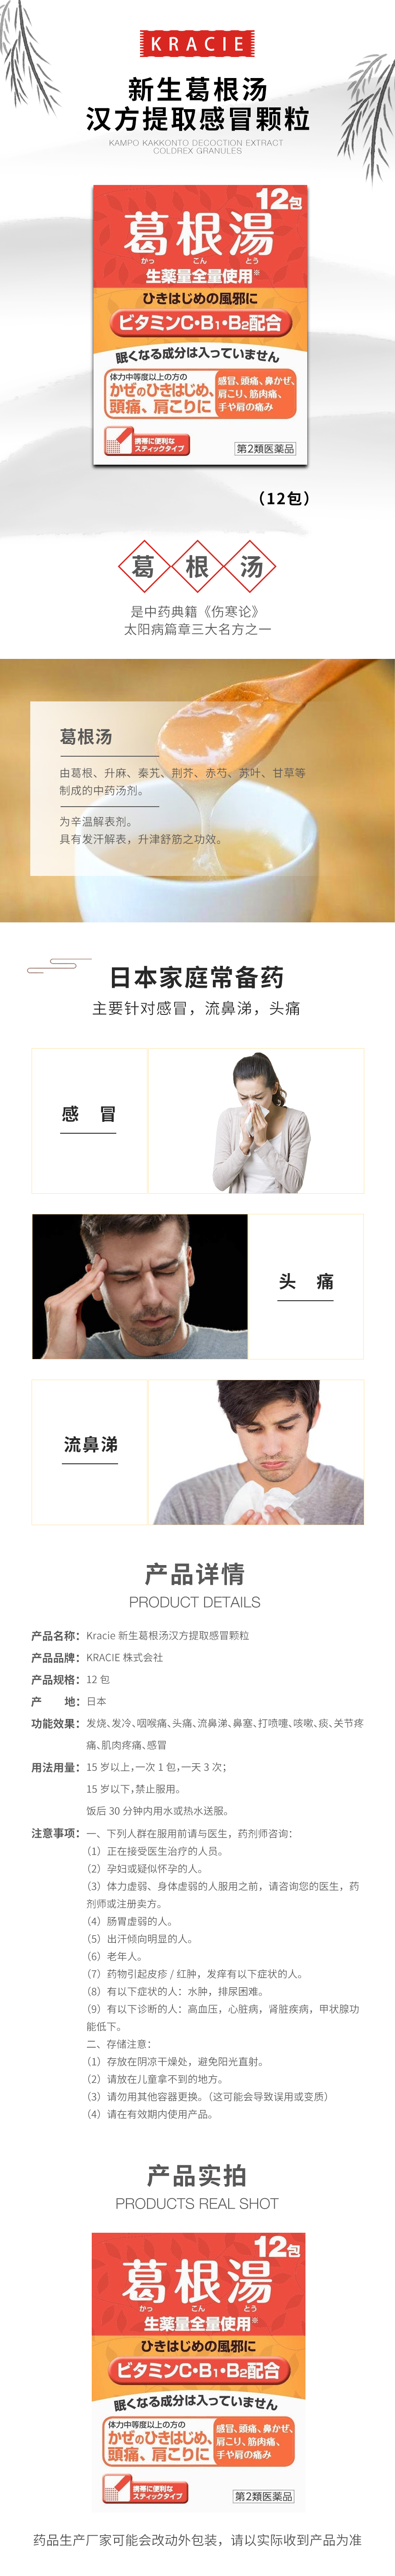 KRACIE
新生葛根汤
汉方提取感冒颗粒
KAMPO KAKKONTO DECOCTION EXTRACT
COLDREX GRANULES
12包
葛根湯
かっ こん とう
生薬量全量使用※
ひきはじめの風邪に
ビタミンC・B1・B2配合
眠くなる成分は入っていません
体力中等度以上の方の
かぜのひきはじめ、
頭痛、肩こりに
感冒、頭痛、鼻かぜ、
肩こり、筋肉痛、
手や肩の痛み
携帯に便利な
スティックタイプ
第2類医薬品
（12包）
葛 根 汤
是中药典籍《伤寒论》
太阳病篇章三大名方之一
葛根汤
由葛根、升麻、秦艽、荆芥、赤芍、苏叶、甘草等
制成的中药汤剂。
为辛温解表剂。
具有发汗解表，升津舒筋之功效。
日本家庭常备药
主要针对感冒，流鼻涕，头痛
感 冒
头 痛
流鼻涕
产品详情
PRODUCT DETAILS
产品名称：Kracie 新生葛根汤汉方提取感冒颗粒
产品品牌：KRACIE 株式会社
产品规格：12 包
产 地：日本
功能效果：发烧、发冷、咽喉痛、头痛、流鼻涕、鼻塞、打喷嚏、咳嗽、痰、关节疼
痛、肌肉疼痛、感冒
用法用量：15 岁以上，一次 1 包，一天 3 次；
15 岁以下，禁止服用。
饭后 30 分钟内用水或热水送服。
注意事项：一、下列人群在服用前请与医生，药剂师咨询：
（1）正在接受医生治疗的人员。
（2）孕妇或疑似怀孕的人。
（3）体力虚弱、身体虚弱的人服用之前，请咨询您的医生，药
剂师或注册卖方。
（4）肠胃虚弱的人。
（5）出汗倾向明显的人。
（6）老年人。
（7）药物引起皮疹 / 红肿，发痒有以下症状的人。
（8）有以下症状的人：水肿，排尿困难。
（9）有以下诊断的人：高血压，心脏病，肾脏疾病，甲状腺功
能低下。
二、存储注意：
（1）存放在阴凉干燥处，避免阳光直射。
（2）请放在儿童拿不到的地方。
（3）请勿用其他容器更换。（这可能会导致误用或变质）
（4）请在有效期内使用产品。
产品实拍
PRODUCTS REAL SHOT
12包
葛根湯
かっ こん とう
生薬量全量使用※
ひきはじめの風邪に
ビタミンC・B1・B2配合
眠くなる成分は入っていません
体力中等度以上の方の
かぜのひきはじめ、
頭痛、肩こりに
感冒、頭痛、鼻かぜ、
肩こり、筋肉痛、
手や肩の痛み
携帯に便利な
スティックタイプ
第2類医薬品
药品生产厂家可能会改动外包装，请以实际收到产品为准